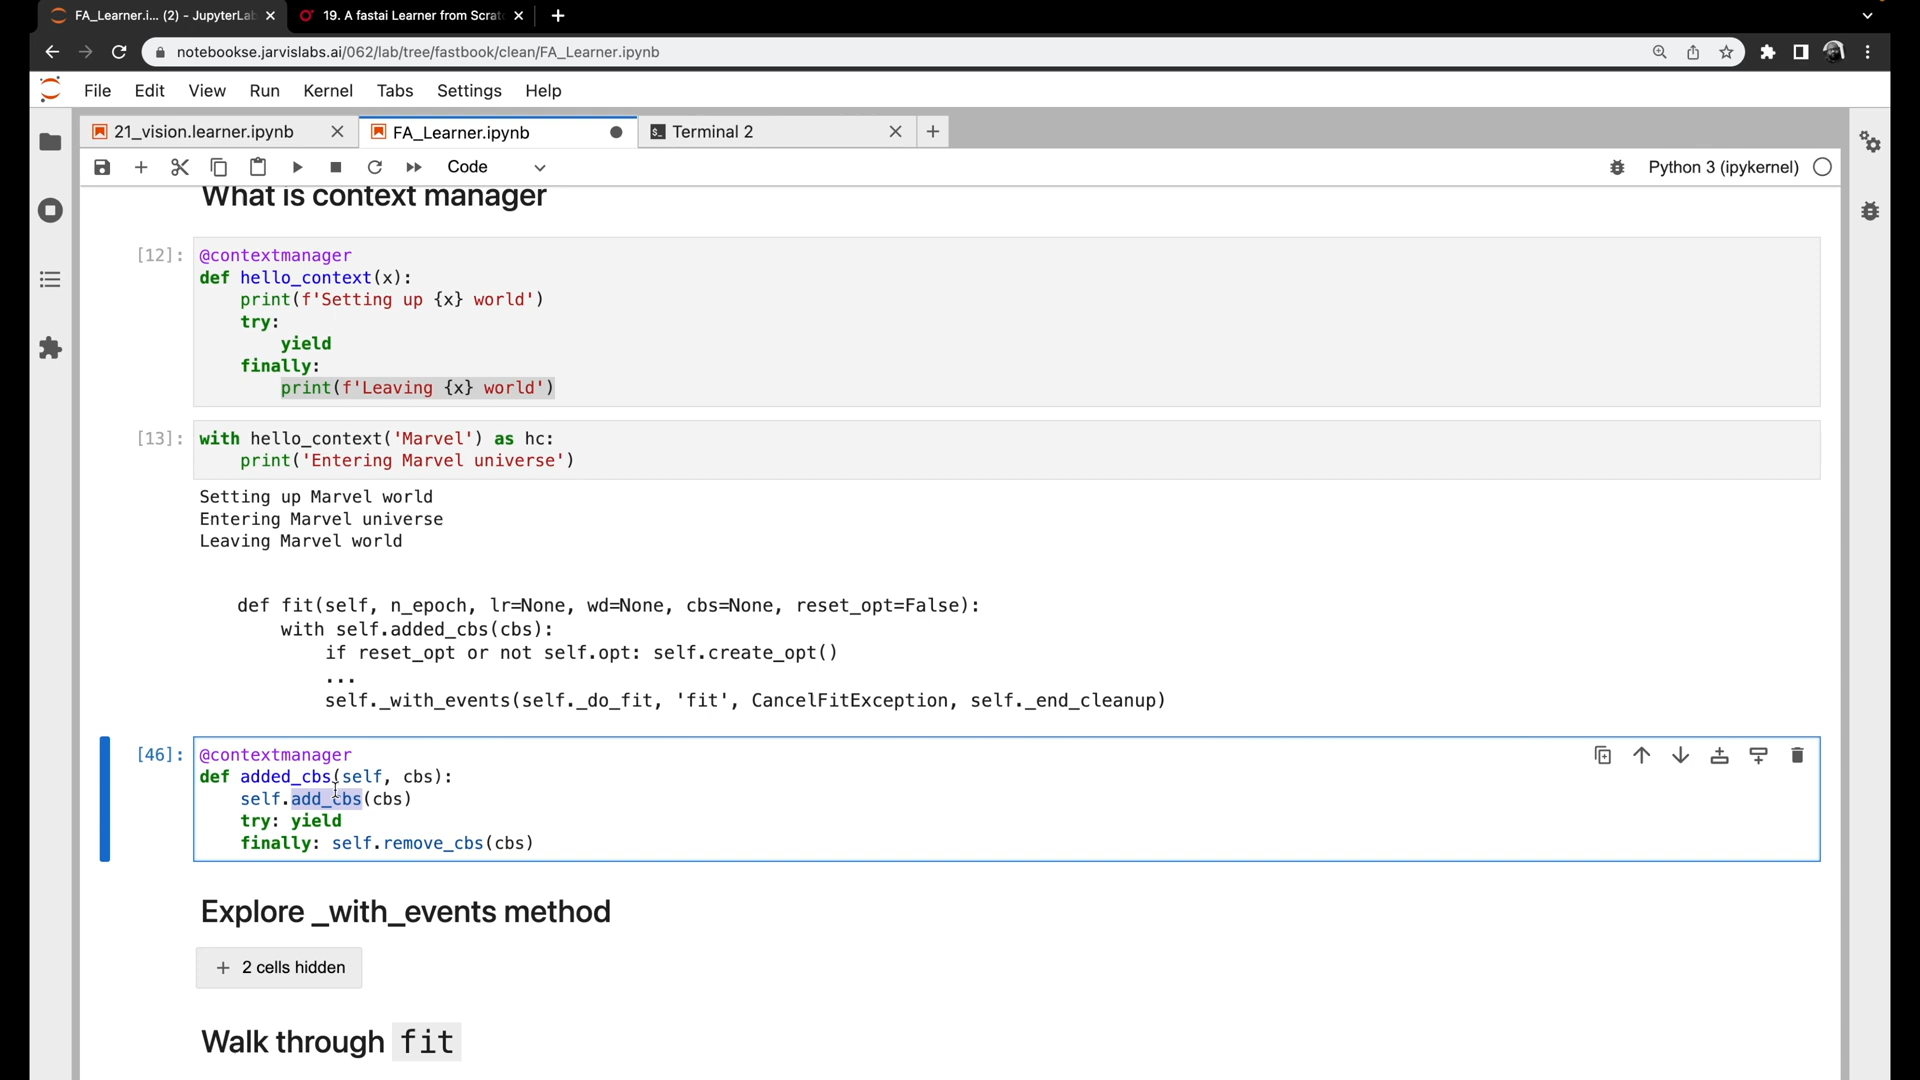 FA_Learner.i... (2) - JupyterLab
19. A fastai Learner from Scrat
notebookse.jarvislabs.ai/062/lab/tree/fastbook/clean/FA_Learner.ipynb
File Edit View Run Kernel Tabs Settings Help
21_vision.learner.ipynb
FA_Learner.ipynb
Terminal 2
Code
Python 3 (ipykernel)
What is context manager
[12]: @contextmanager
def hello_context(x):
print(f'Setting up {x} world')
try:
yield
finally:
print(f'Leaving {x} world')
[13]: with hello_context('Marvel') as hc:
print('Entering Marvel universe')
Setting up Marvel world
Entering Marvel universe
Leaving Marvel world
def fit(self, n_epoch, lr=None, wd=None, cbs=None, reset_opt=False):
with self.added_cbs(cbs):
if reset_opt or not self.opt: self.create_opt()
...
self._with_events(self._do_fit, 'fit', CancelFitException, self._end_cleanup)
[46]: @contextmanager
def added_cbs(self, cbs):
self.add_cbs(cbs)
try: yield
finally: self.remove_cbs(cbs)
Explore _with_events method
+ 2 cells hidden
Walk through fit